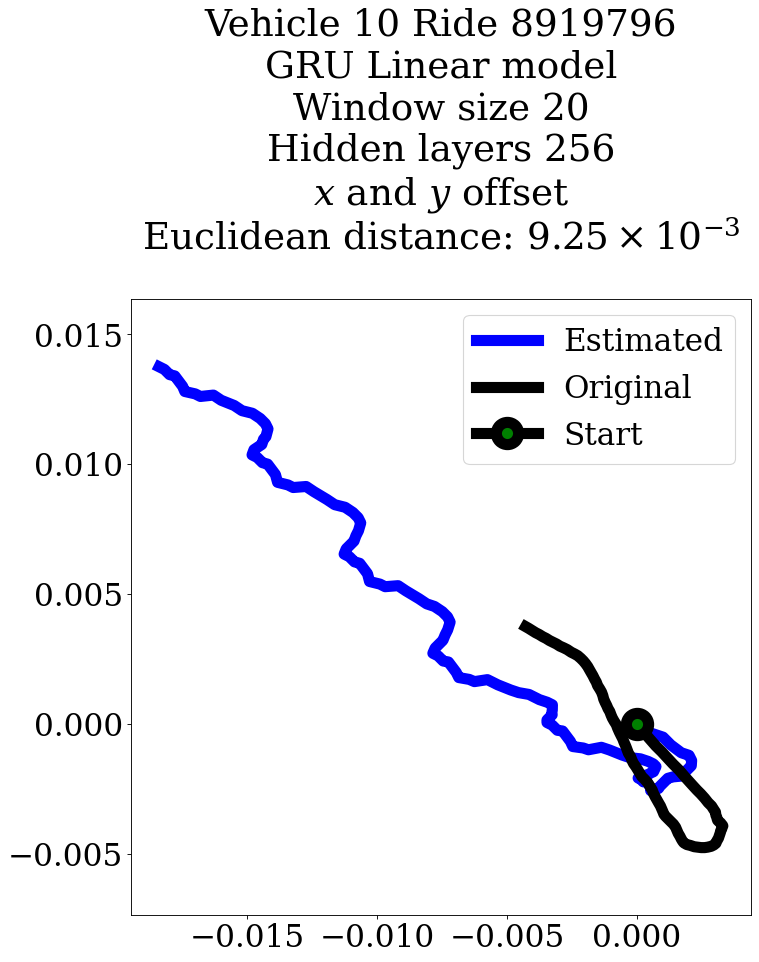 Vehicle 10 Ride 8919796
GRU Linear model
Window size 20
Hidden layers 256
x and y offset
Euclidean distance: 9.25 × 10⁻³
Estimated
Original
Start
0.015
0.010
0.005
0.000
−0.005
−0.015 −0.010 −0.005 0.000